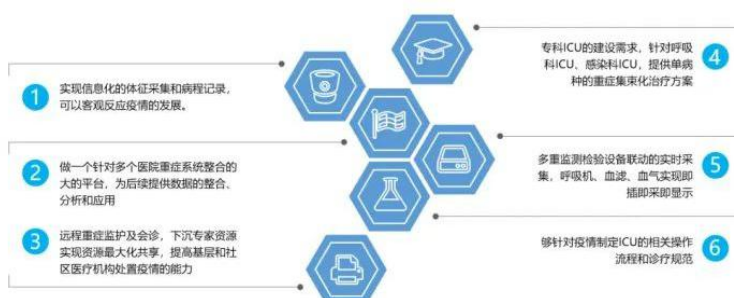 1
实现信息化的体征采集和病程记录,
可以客观反应疫情的发展。
2
做一个针对多个医院重症系统整合的
大的平台,为后续提供数据的整合、
分析和应用
3
远程重症监护及会诊,下沉专家资源
实现资源最大化共享,提高基层和社
区医疗机构处置疫情的能力
4
专科ICU的建设需求,针对呼吸
科ICU、感染科ICU,提供单病
种的重症集束化治疗方案
5
多重监测检验设备联动的实时采
集,呼吸机、血滤、血气实现即
插即采即显示
6
够针对疫情制定ICU的相关操作
流程和诊疗规范